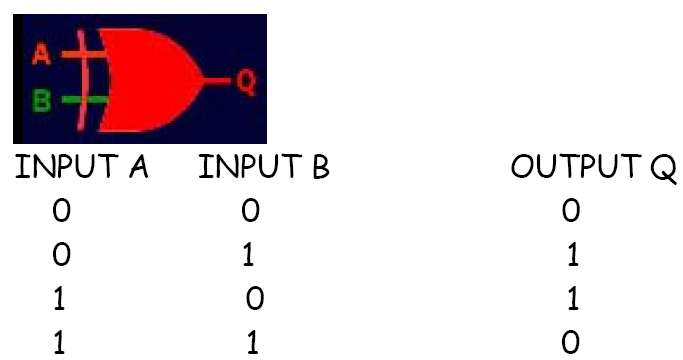 A
Q
B
INPUT A INPUT B OUTPUT Q
0 0 0
0 1 1
1 0 1
1 1 0